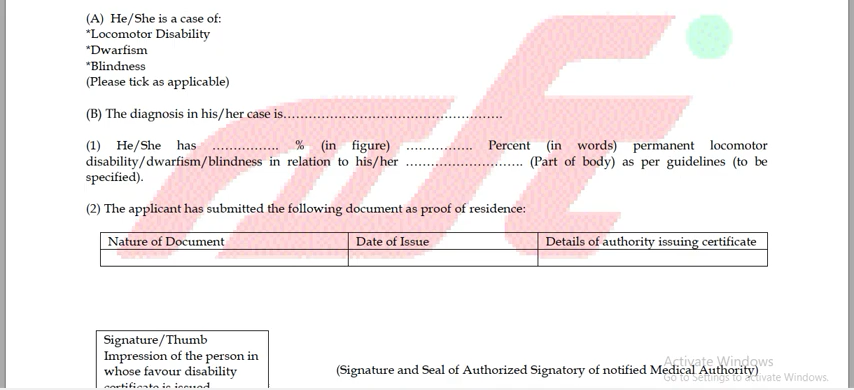 (A) He/She is a case of:
*Locomotor Disability
*Dwarfism
*Blindness
(Please tick as applicable)
(B) The diagnosis in his/her case is……………………………………………….
(1) He/She has ……………. % (in figure) ……………. Percent (in words) permanent locomotor
disability/dwarfism/blindness in relation to his/her ………………………. (Part of body) as per guidelines (to be
specified).
(2) The applicant has submitted the following document as proof of residence:
Nature of Document Date of Issue Details of authority issuing certificate
Signature/Thumb
Impression of the person in
whose favour disability
certificate is issued
(Signature and Seal of Authorized Signatory of notified Medical Authority)
Activate Windows
Go to Settings to activate Windows.